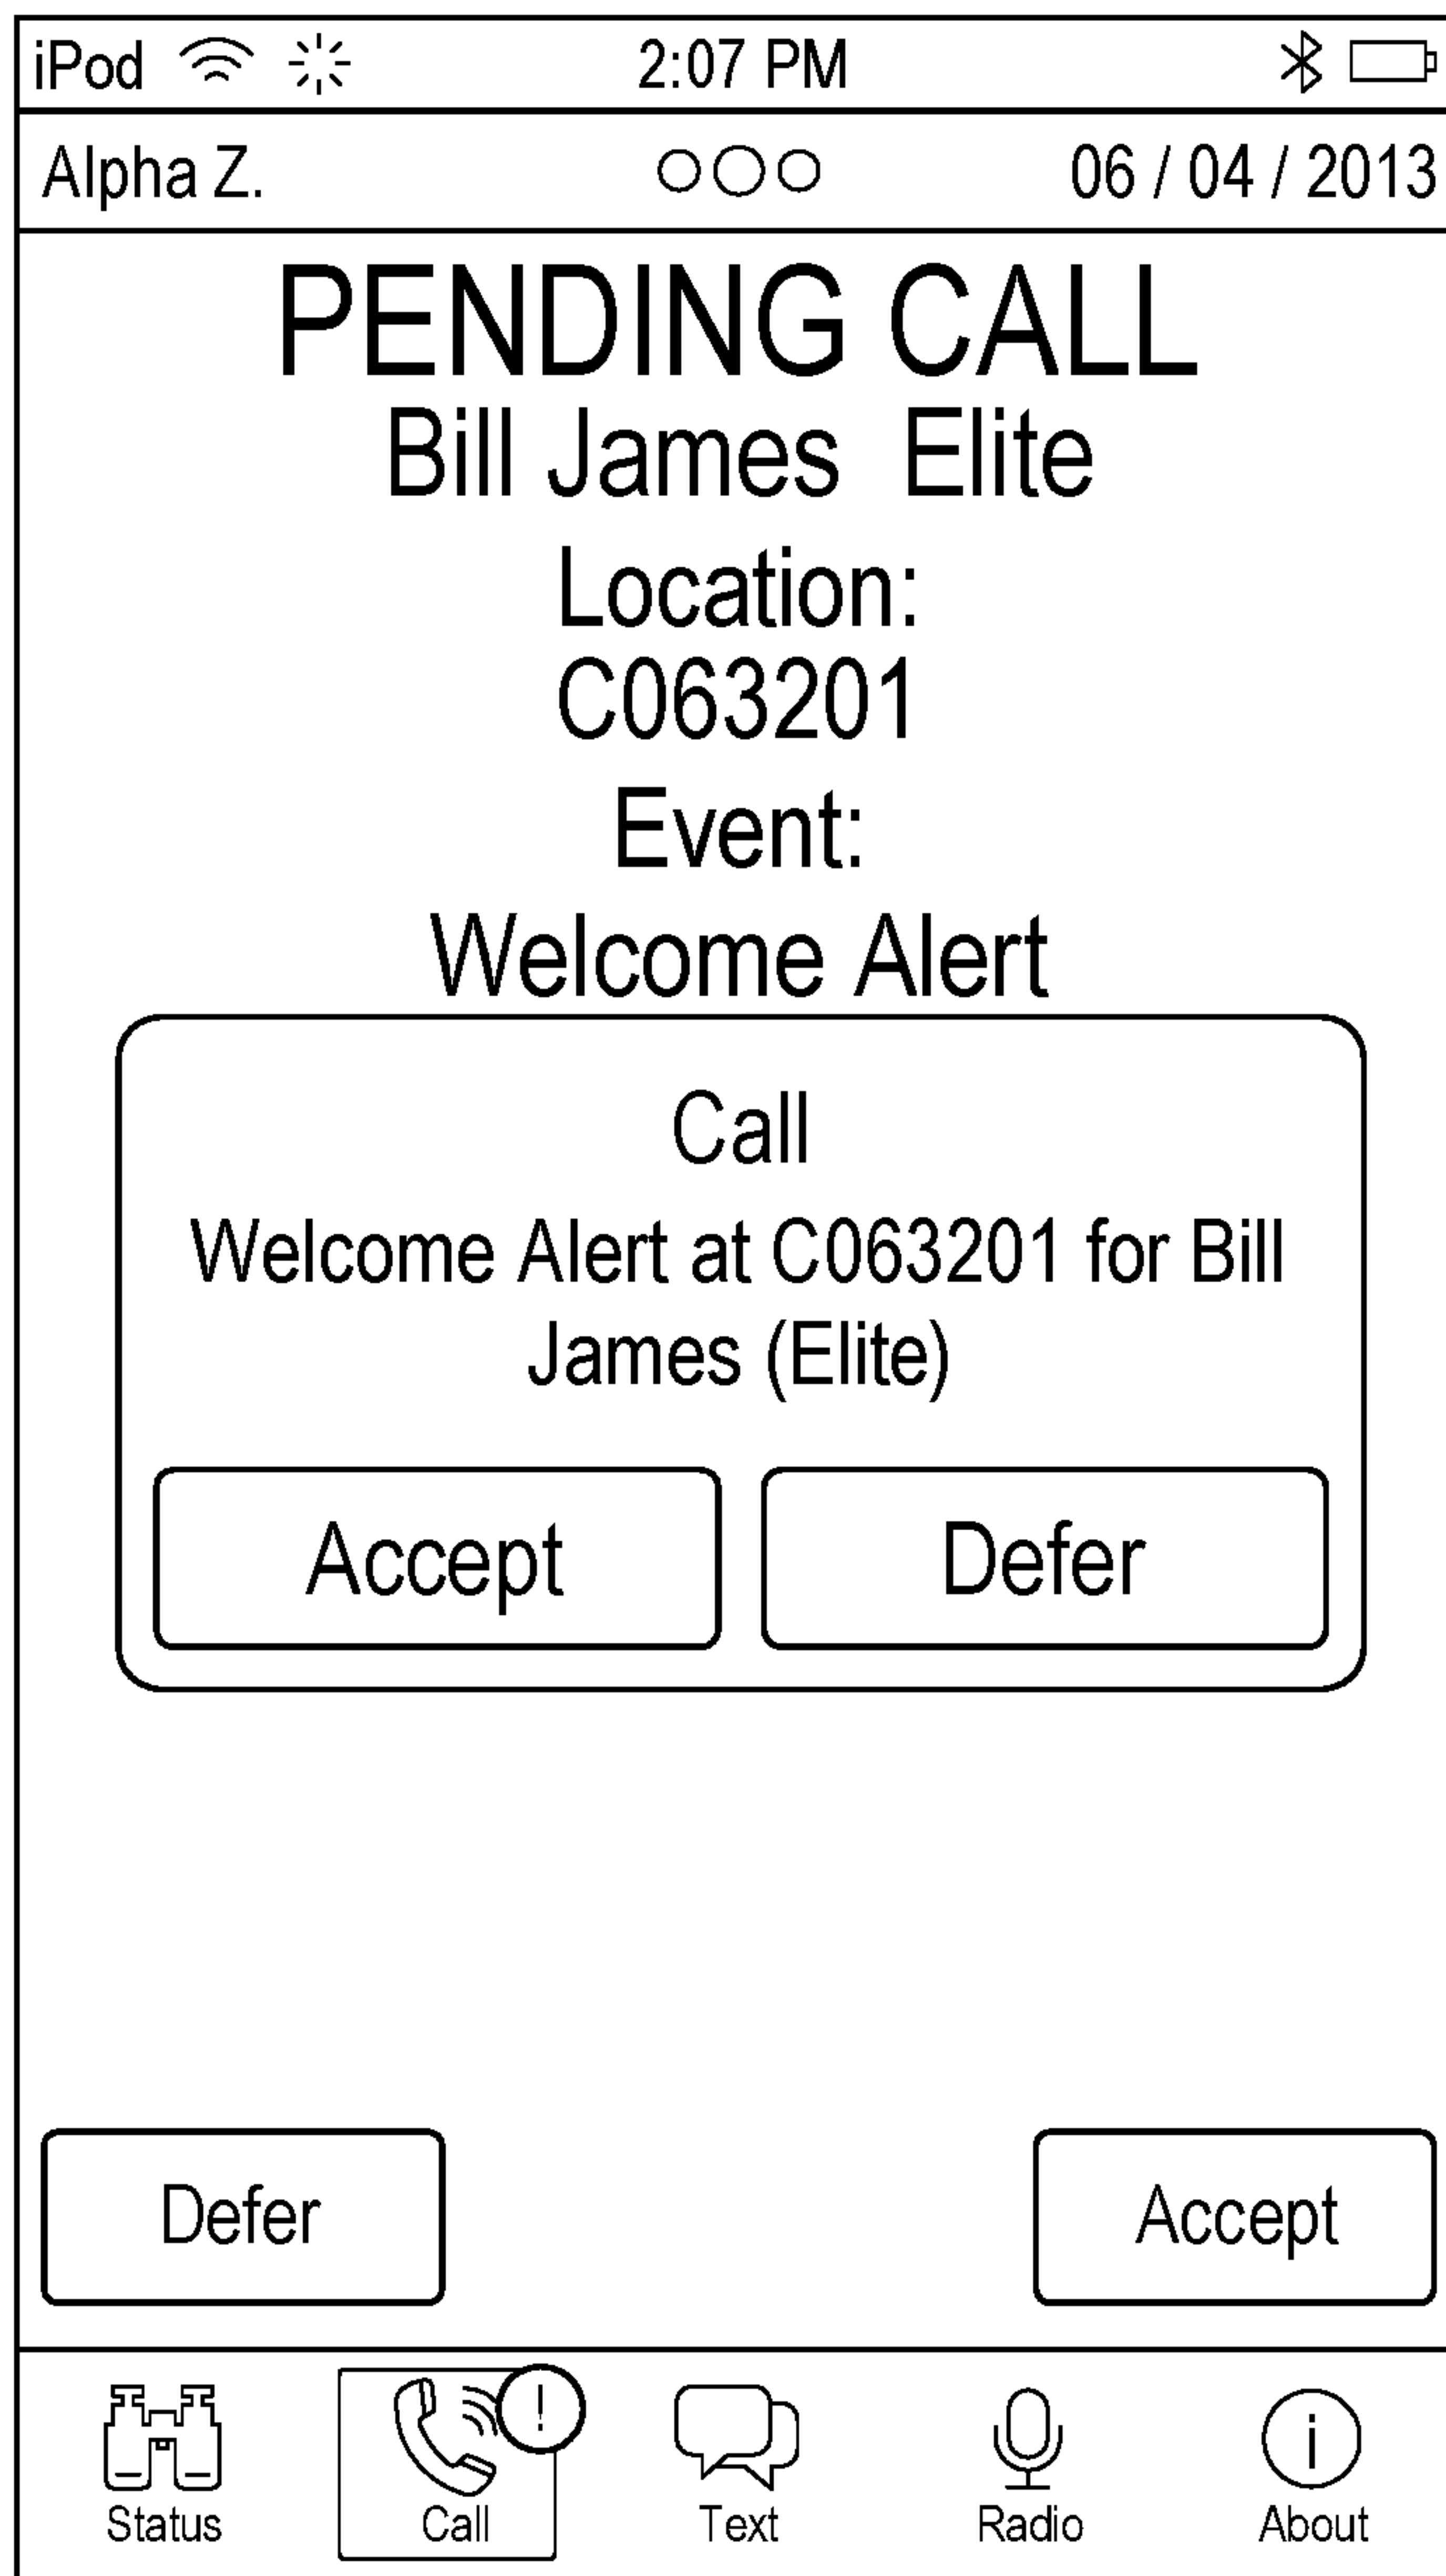 iPod 2:07 PM
Alpha Z. 06 / 04 / 2013
PENDING CALL
Bill James Elite
Location:
C063201
Event:
Welcome Alert
Call
Welcome Alert at C063201 for Bill
James (Elite)
Accept Defer
Defer Accept
!
i
Status Call Text Radio About